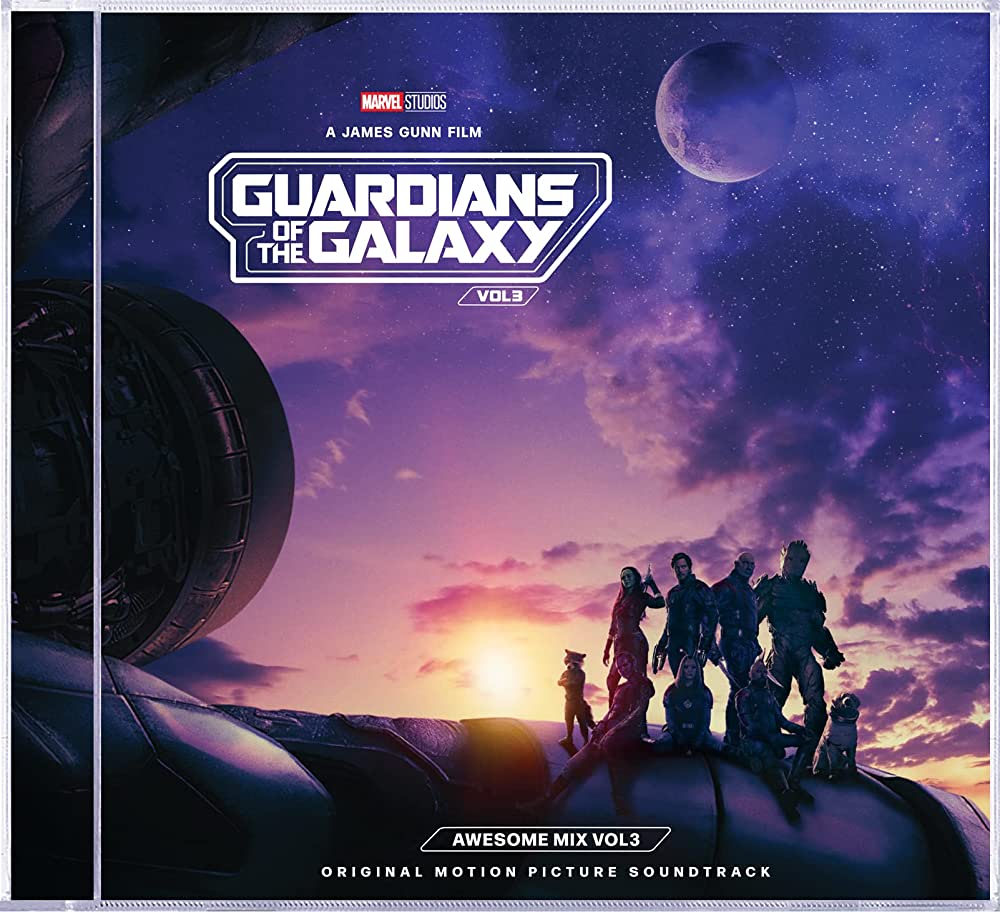 MARVEL STUDIOS
A JAMES GUNN FILM
GUARDIANS
OF
THE GALAXY
VOL3
AWESOME MIX VOL3
ORIGINAL MOTION PICTURE SOUNDTRACK